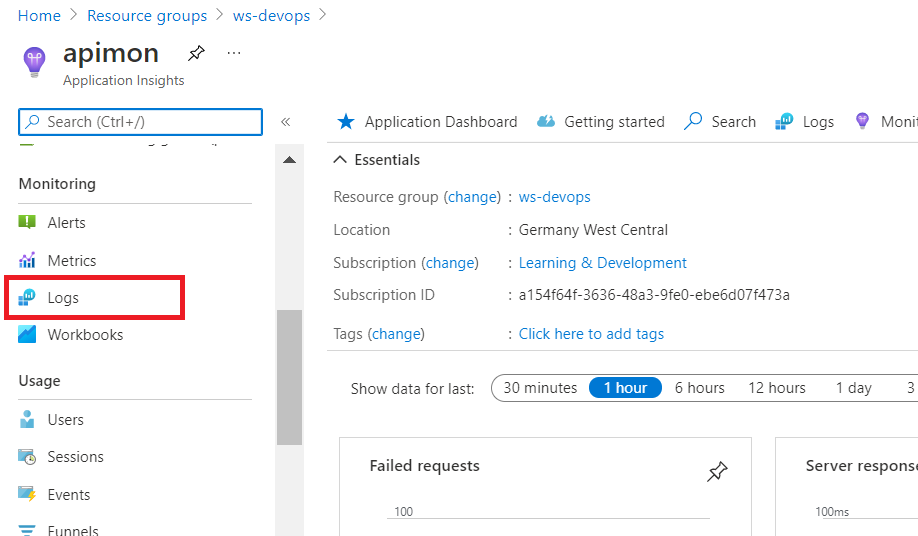 Home > Resource groups > ws-devops >
apimon ...
Application Insights
Search (Ctrl+/) «
Monitoring
Alerts
Metrics
Logs
Workbooks
Usage
Users
Sessions
Events
Funnels
Application Dashboard Getting started Search Logs Monit
Essentials
Resource group (change) : ws-devops
Location : Germany West Central
Subscription (change) : Learning & Development
Subscription ID : a154f64f-3636-48a3-9fe0-ebe6d07f473a
Tags (change) : Click here to add tags
Show data for last: 30 minutes 1 hour 6 hours 12 hours 1 day 3
Failed requests
100
Server response
100ms